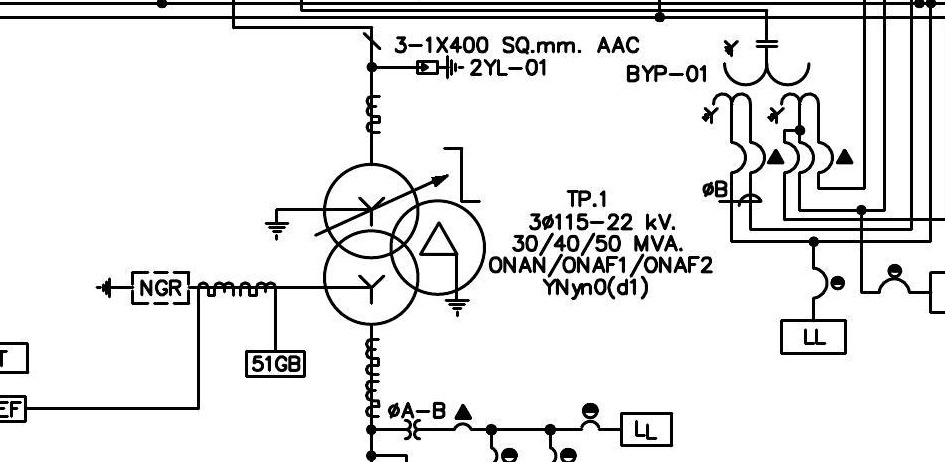 3-1X400 SQ.mm. AAC
2YL-01
BYP-01
øB
TP.1
3ø115-22 kV.
30/40/50 MVA.
ONAN/ONAF1/ONAF2
YNyn0(d1)
NGR
51GB
T
EF
øA-B
LL
LL